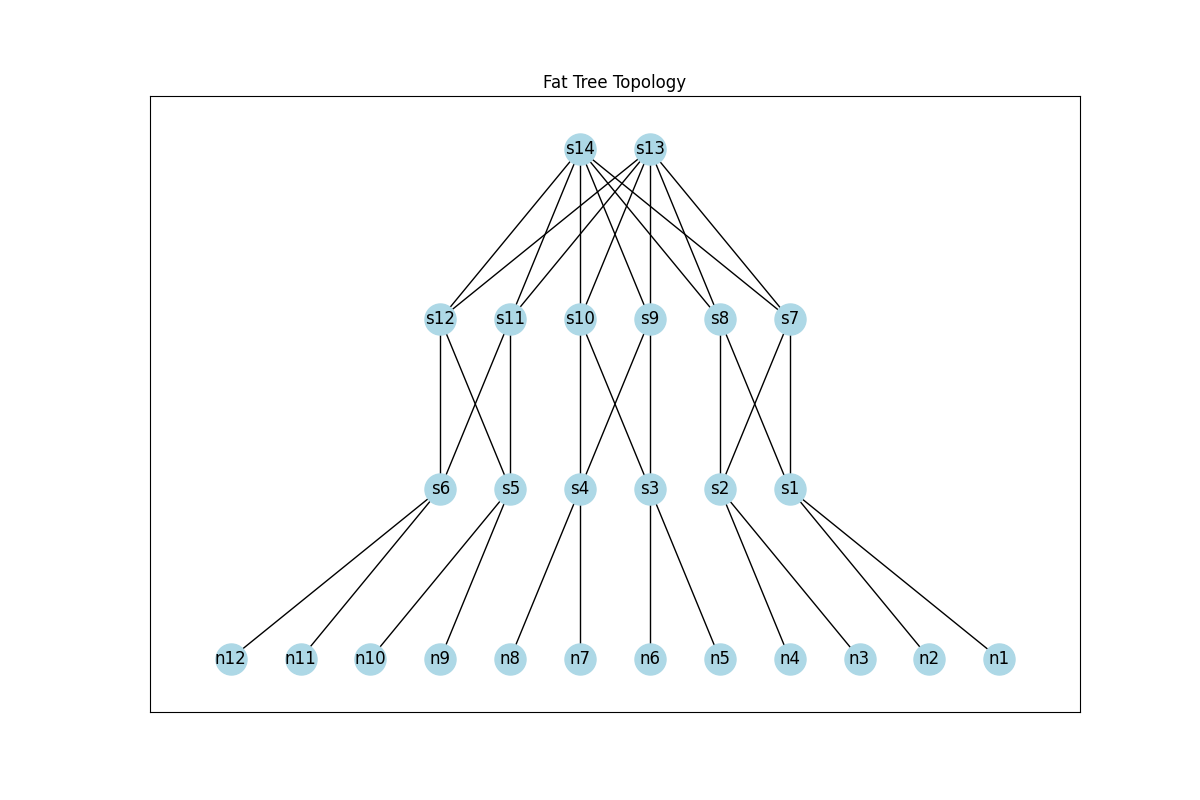 Fat Tree Topology
s14 s13
s12 s11 s10 s9 s8 s7
s6 s5 s4 s3 s2 s1
n12 n11 n10 n9 n8 n7 n6 n5 n4 n3 n2 n1